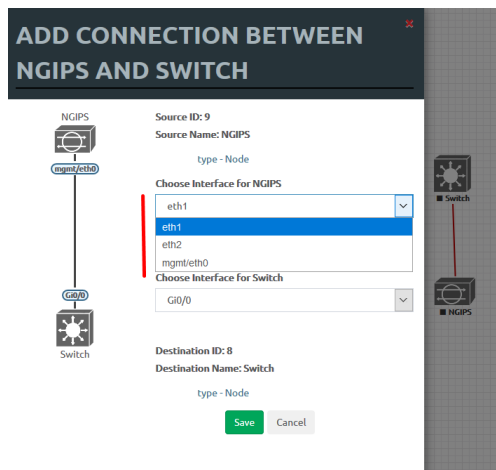 ADD CONNECTION BETWEEN
NGIPS AND SWITCH
NGIPS
mgmt/eth0
Gi0/0
Switch
Source ID: 9
Source Name: NGIPS
type - Node
Choose Interface for NGIPS
eth1
eth1
eth2
mgmt/eth0
Choose Interface for Switch
Gi0/0
Destination ID: 8
Destination Name: Switch
type - Node
Save Cancel
Switch
NGIPS